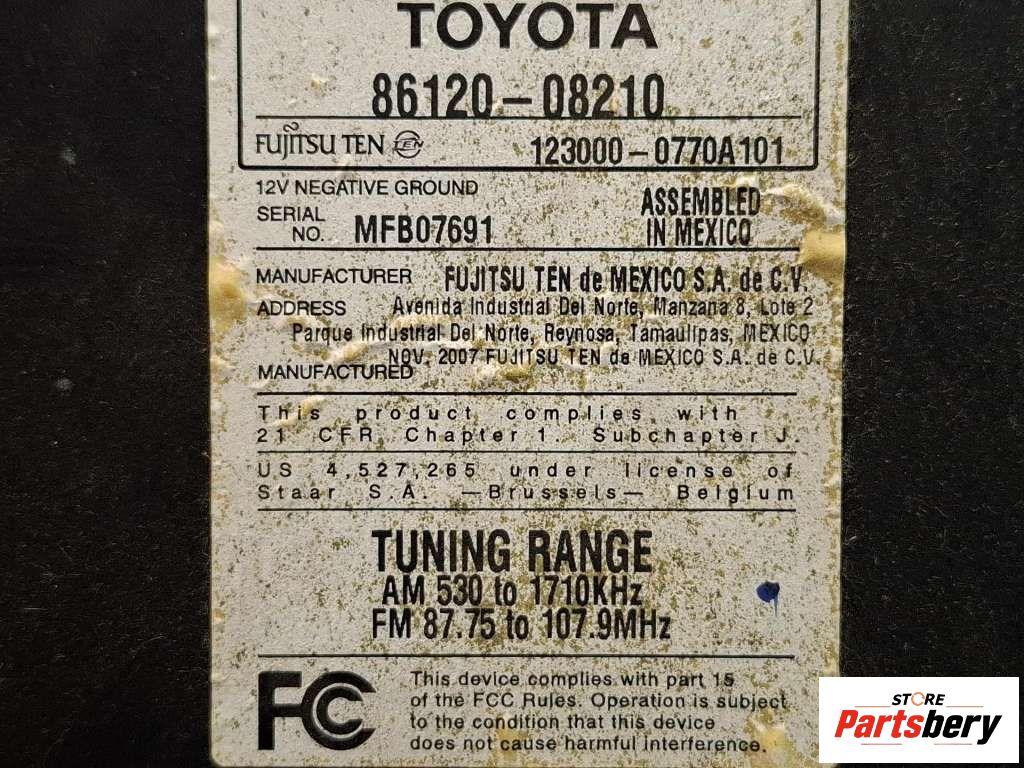 TOYOTA
86120-08210
FUJITSU TEN TEN 123000-0770A101
12V NEGATIVE GROUND
SERIAL NO. MFB07691
ASSEMBLED IN MEXICO
MANUFACTURER FUJITSU TEN de MEXICO S.A. de C.V.
ADDRESS Avenida Industrial Del Norte, Manzana 8, Lote 2
Parque Industrial Del Norte, Reynosa, Tamaulipas, MEXICO
NOV. 2007 FUJITSU TEN de MEXICO S.A. de C.V.
MANUFACTURED
This product complies with
21 CFR Chapter 1. Subchapter J.
US 4,527,265 under license of
Staar S.A. —Brussels— Belgium
TUNING RANGE
AM 530 to 1710KHz
FM 87.75 to 107.9MHz
FC This device complies with part 15
of the FCC Rules. Operation is subject
to the condition that this device
does not cause harmful interference.
STORE
Partsbery